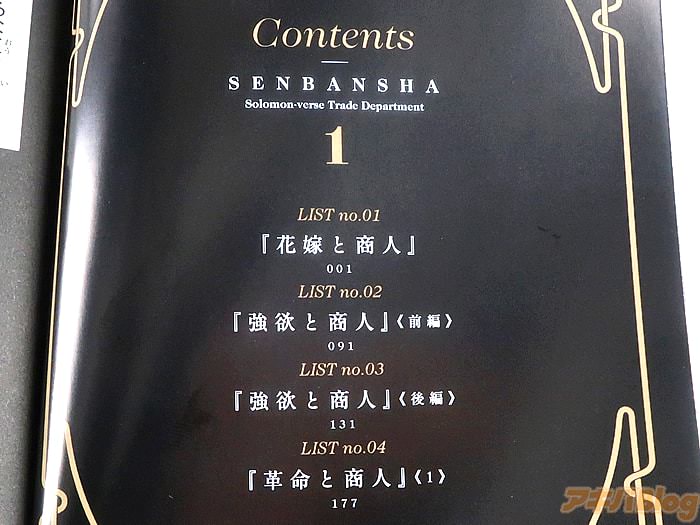 Contents
SENBANSHA
Solomon-verse Trade Department
1
LIST no.01
『花嫁と商人』
001
LIST no.02
『強欲と商人』《前編》
091
LIST no.03
『強欲と商人』《後編》
131
LIST no.04
『革命と商人』《1》
177
アキバBlog